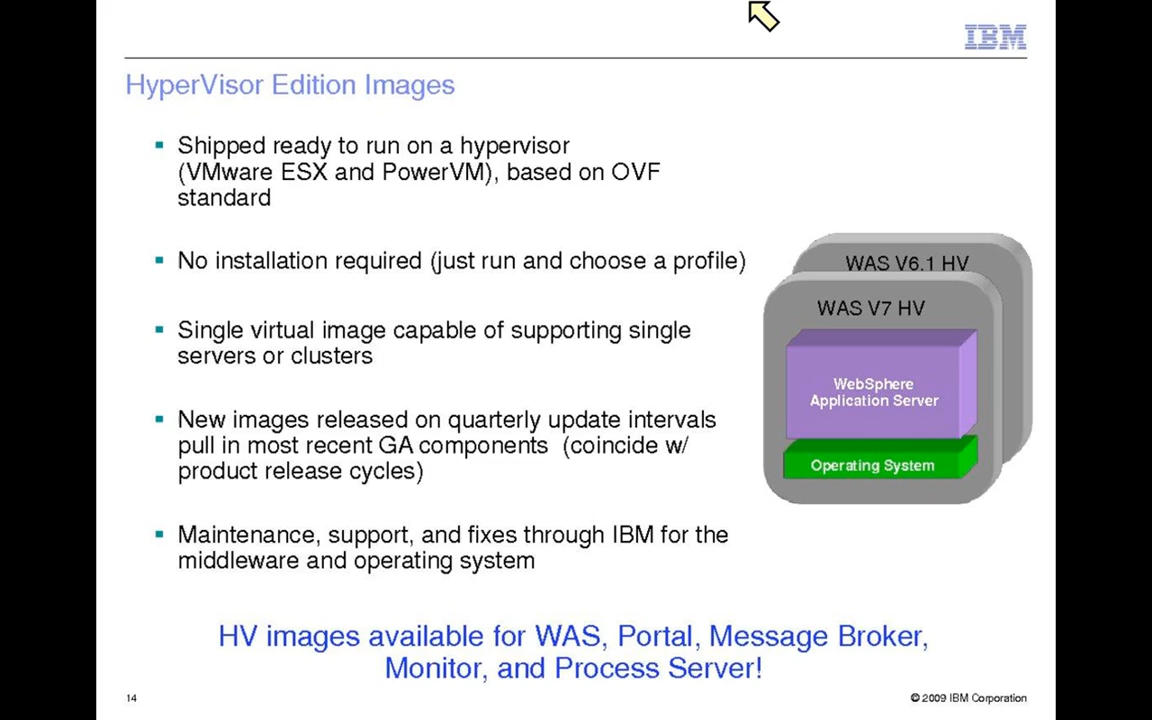 IBM
HyperVisor Edition Images
Shipped ready to run on a hypervisor
(VMware ESX and PowerVM), based on OVF
standard
No installation required (just run and choose a profile)
Single virtual image capable of supporting single
servers or clusters
New images released on quarterly update intervals
pull in most recent GA components (coincide w/
product release cycles)
Maintenance, support, and fixes through IBM for the
middleware and operating system
WAS V6.1 HV
WAS V7 HV
WebSphere
Application Server
Operating System
HV images available for WAS, Portal, Message Broker,
Monitor, and Process Server!
14
© 2009 IBM Corporation